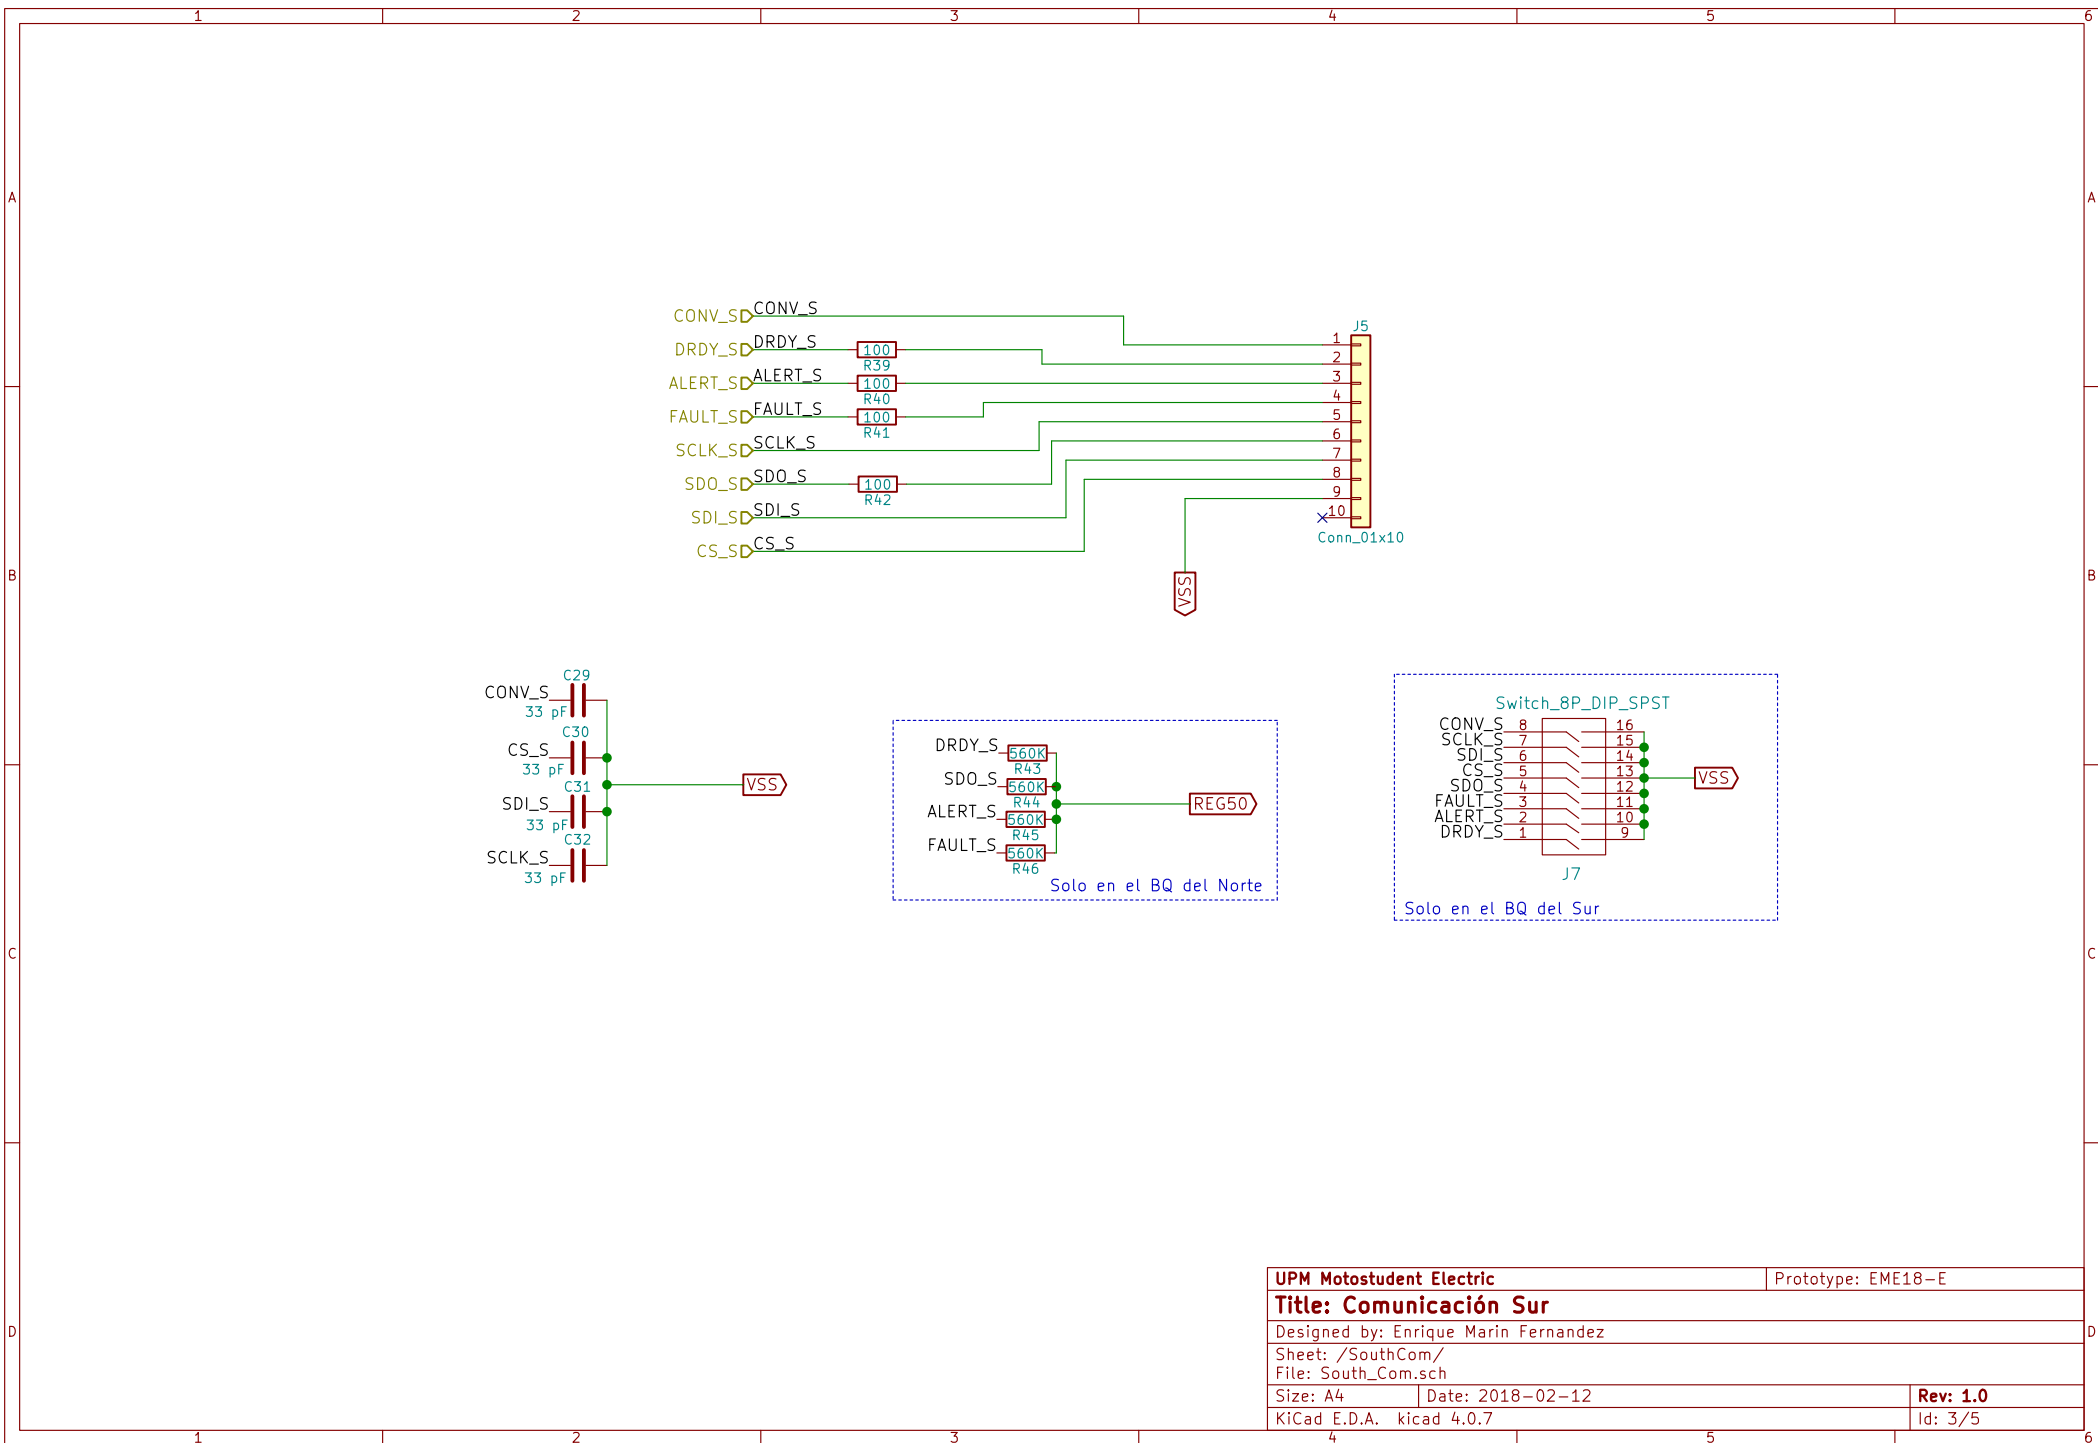 1 2 3 4 5 6
A A
B B
C C
D D
CONV_S CONV_S
DRDY_S DRDY_S 100 R39
ALERT_S ALERT_S 100 R40
FAULT_S FAULT_S 100 R41
SCLK_S SCLK_S
SDO_S SDO_S 100 R42
SDI_S SDI_S
CS_S CS_S
J5
1
2
3
4
5
6
7
8
9
10
Conn_01x10
VSS
C29
CONV_S
33 pF
C30
CS_S
33 pF
C31
SDI_S
33 pF
C32
SCLK_S
33 pF
VSS
DRDY_S 560K
R43
SDO_S 560K
R44
ALERT_S 560K
R45
FAULT_S 560K
R46
REG50
Solo en el BQ del Norte
Switch_8P_DIP_SPST
CONV_S 8 16
SCLK_S 7 15
SDI_S 6 14
CS_S 5 13
SDO_S 4 12
FAULT_S 3 11
ALERT_S 2 10
DRDY_S 1 9
VSS
J7
Solo en el BQ del Sur
UPM Motostudent Electric Prototype: EME18-E
Title: Comunicación Sur
Designed by: Enrique Marin Fernandez
Sheet: /SouthCom/
File: South_Com.sch
Size: A4 Date: 2018-02-12 Rev: 1.0
KiCad E.D.A. kicad 4.0.7 Id: 3/5
1 2 3 4 5 6